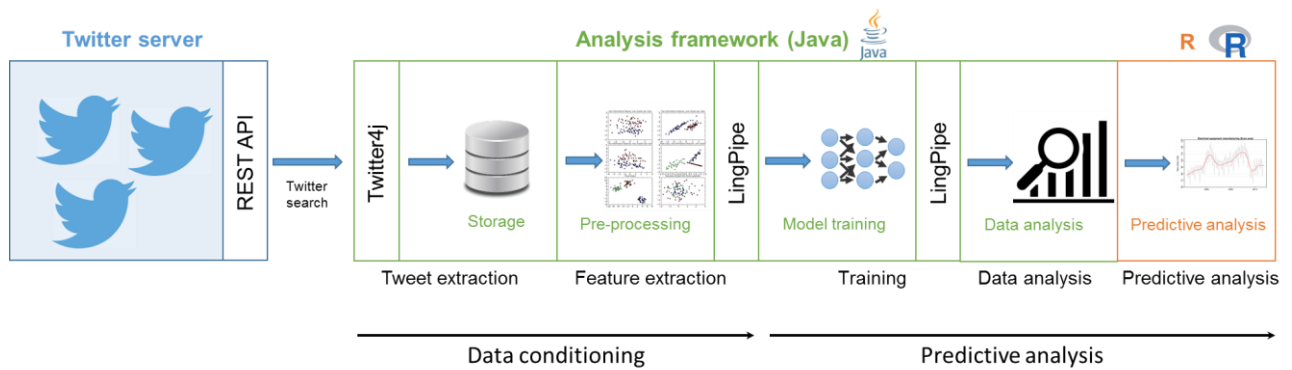 Twitter server
Analysis framework (Java)
Java
R
R
REST API
Twitter
search
Twitter4j
Storage
Pre-processing
LingPipe
Model training
LingPipe
Data analysis
Predictive analysis
Tweet extraction
Feature extraction
Training
Data analysis
Predictive analysis
Data conditioning
Predictive analysis